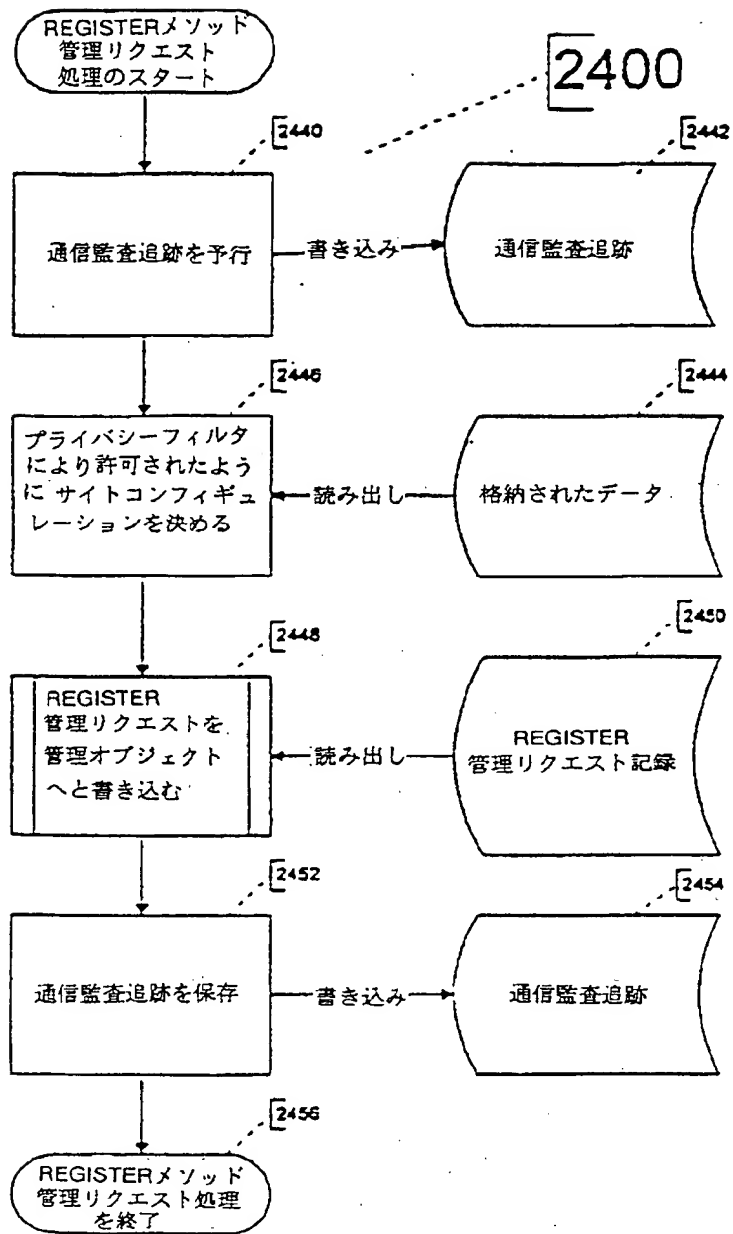 REGISTERメソッド
管理リクエスト
処理のスタート
2400
2440
2442
通信監査追跡を予行
書き込み
通信監査追跡
2446
2444
プライバシーフィルタ
により許可されたよう
に サイトコンフィギュ
レーションを決める
読み出し
格納されたデータ
2448
2450
REGISTER
管理リクエストを
管理オブジェクト
へと書き込む
読み出し
REGISTER
管理リクエスト記録
2452
2454
通信監査追跡を保存
書き込み
通信監査追跡
2456
REGISTERメソッド
管理リクエスト処理
を終了